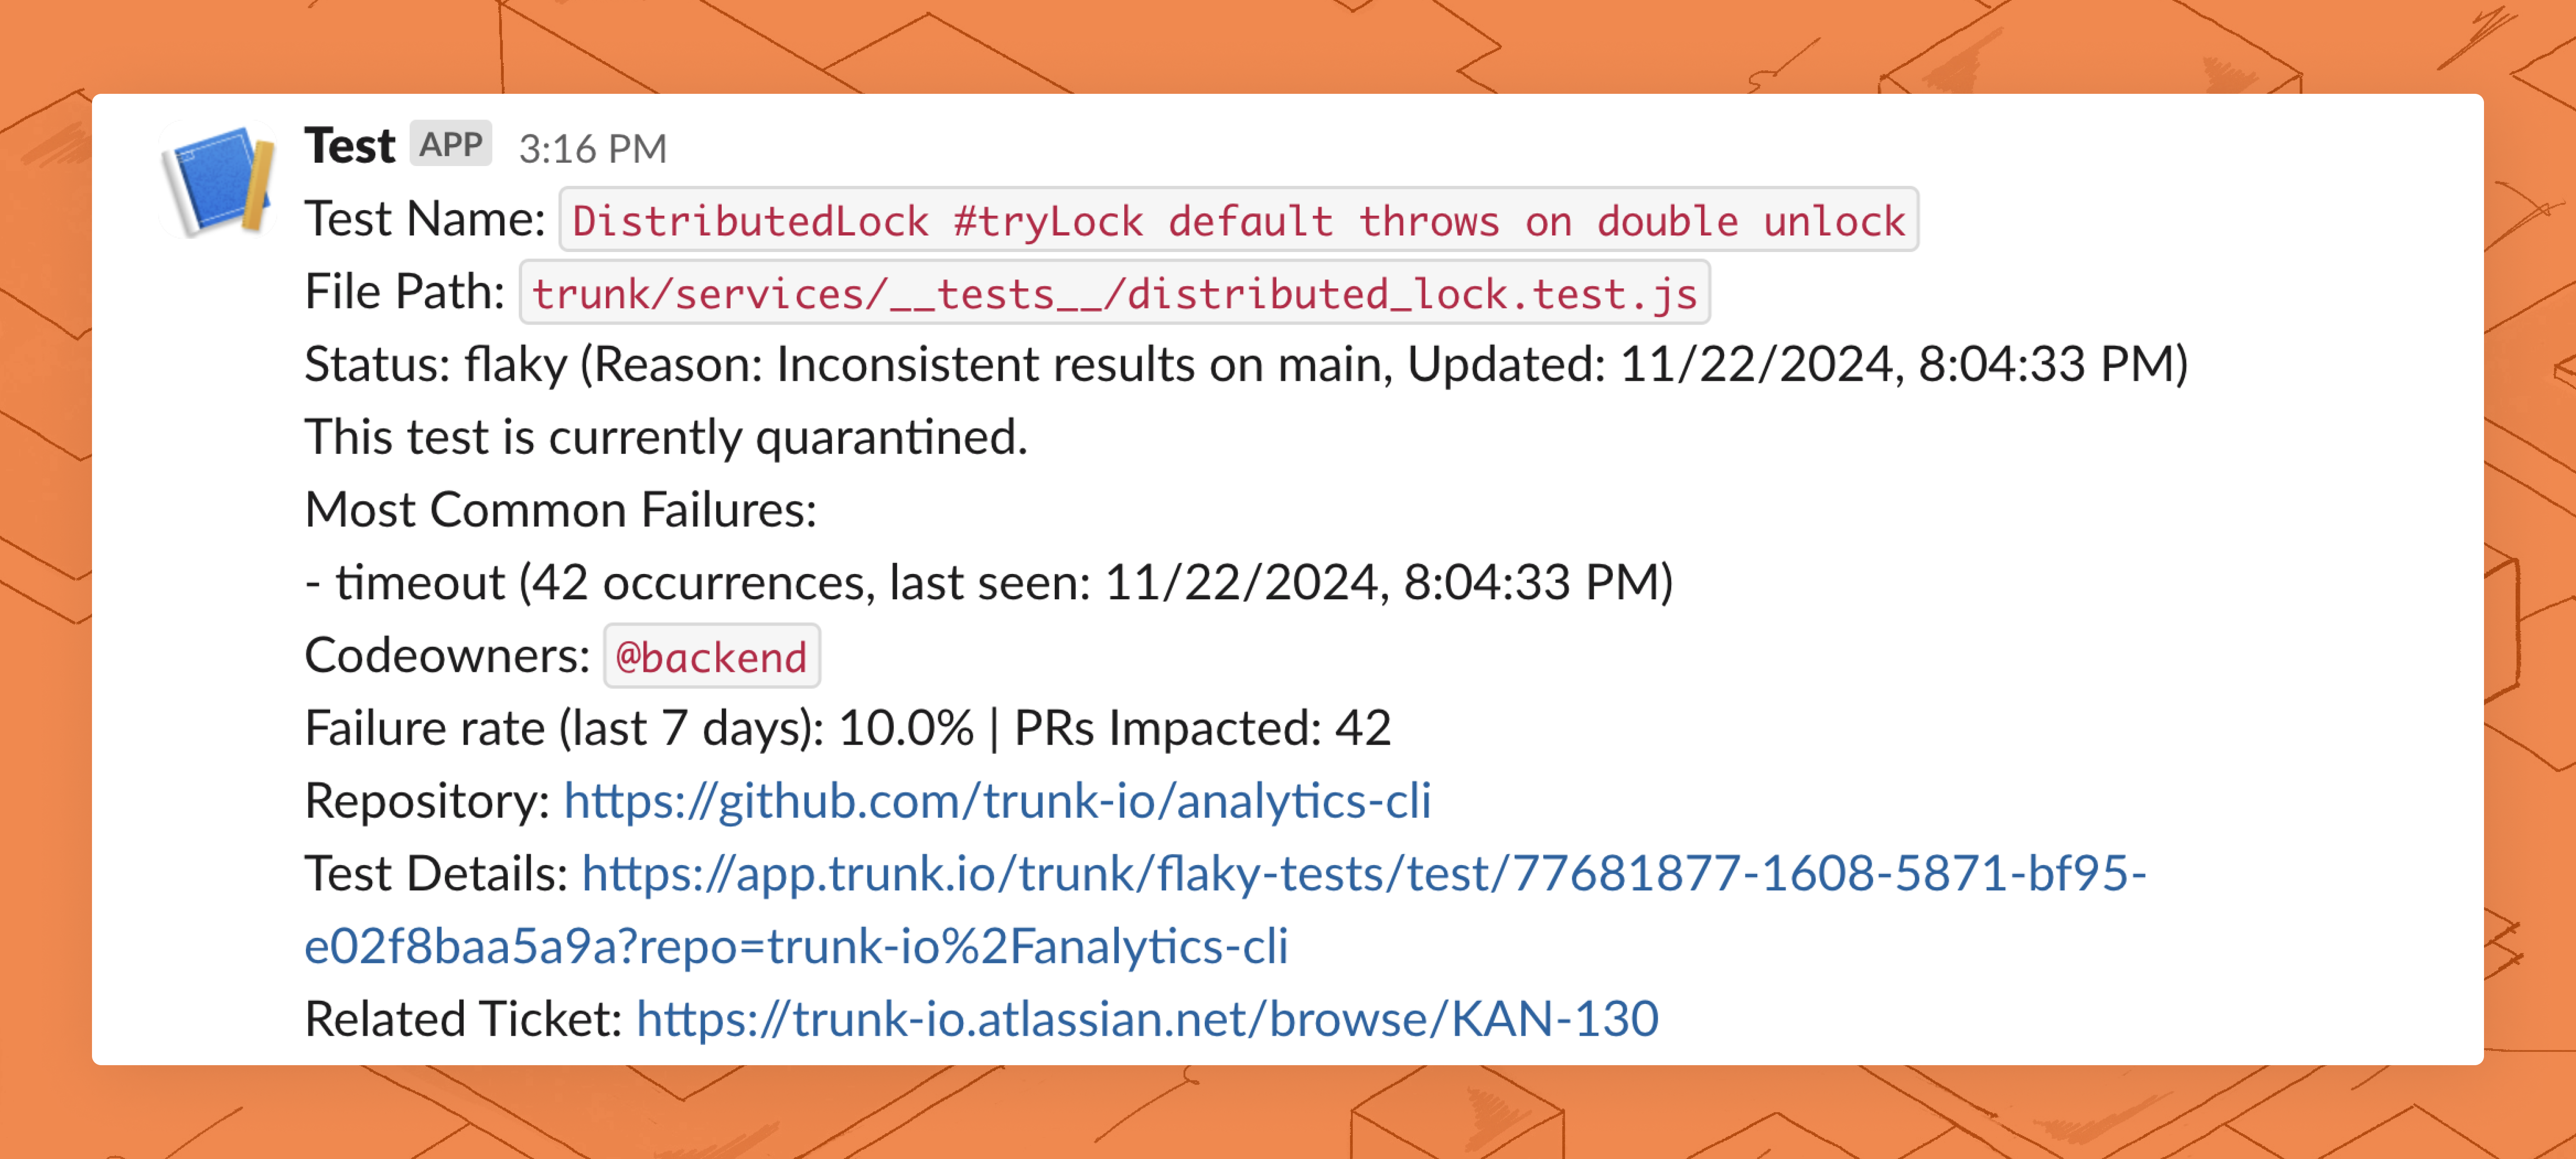 Test APP 3:16 PM
Test Name: DistributedLock #tryLock default throws on double unlock
File Path: trunk/services/__tests__/distributed_lock.test.js
Status: flaky (Reason: Inconsistent results on main, Updated: 11/22/2024, 8:04:33 PM)
This test is currently quarantined.
Most Common Failures:
- timeout (42 occurrences, last seen: 11/22/2024, 8:04:33 PM)
Codeowners: @backend
Failure rate (last 7 days): 10.0% | PRs Impacted: 42
Repository: https://github.com/trunk-io/analytics-cli
Test Details: https://app.trunk.io/trunk/flaky-tests/test/77681877-1608-5871-bf95-
e02f8baa5a9a?repo=trunk-io%2Fanalytics-cli
Related Ticket: https://trunk-io.atlassian.net/browse/KAN-130